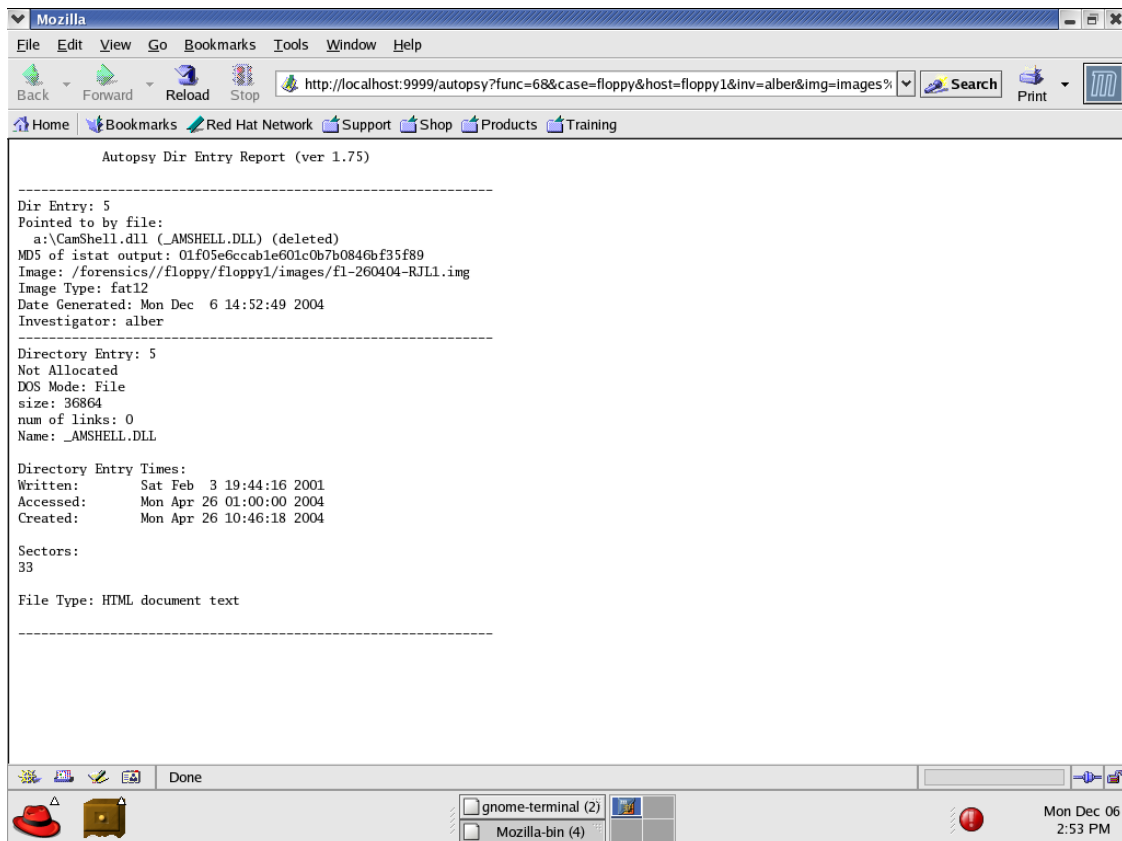 Mozilla
File Edit View Go Bookmarks Tools Window Help
Back Forward Reload Stop http://localhost:9999/autopsy?func=68&case=floppy&host=floppy1&inv=alber&img=images% Search Print
Home Bookmarks Red Hat Network Support Shop Products Training
Autopsy Dir Entry Report (ver 1.75)
--------------------------------------------------------------
Dir Entry: 5
Pointed to by file:
a:\CamShell.dll (_AMSHELL.DLL) (deleted)
MD5 of istat output: 01f05e6ccab1e601c0b7b0846bf35f89
Image: /forensics//floppy/floppy1/images/fl-260404-RJL1.img
Image Type: fat12
Date Generated: Mon Dec 6 14:52:49 2004
Investigator: alber
--------------------------------------------------------------
Directory Entry: 5
Not Allocated
DOS Mode: File
size: 36864
num of links: 0
Name: _AMSHELL.DLL
Directory Entry Times:
Written: Sat Feb 3 19:44:16 2001
Accessed: Mon Apr 26 01:00:00 2004
Created: Mon Apr 26 10:46:18 2004
Sectors:
33
File Type: HTML document text
--------------------------------------------------------------
Done
gnome-terminal (2)
Mozilla-bin (4)
Mon Dec 06
2:53 PM